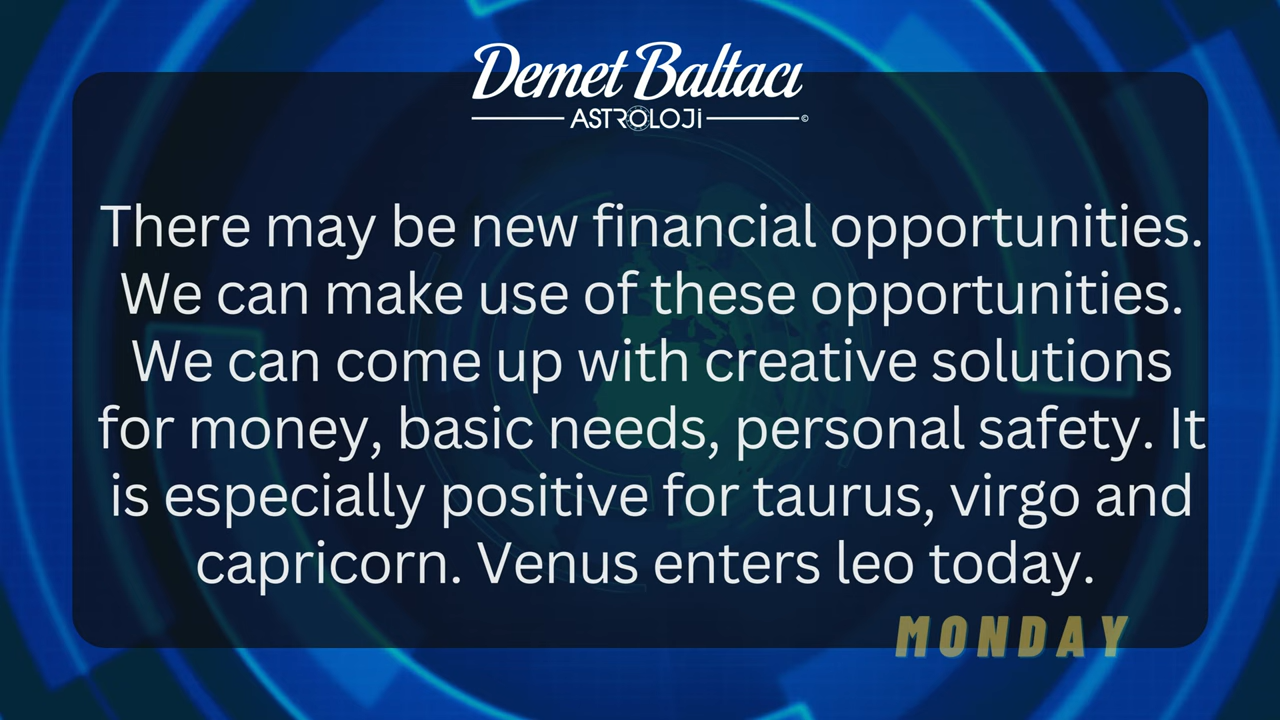 Demet Baltacı
ASTROLOJi
©
There may be new financial opportunities.
We can make use of these opportunities.
We can come up with creative solutions
for money, basic needs, personal safety. It
is especially positive for taurus, virgo and
capricorn. Venus enters leo today.
MONDAY